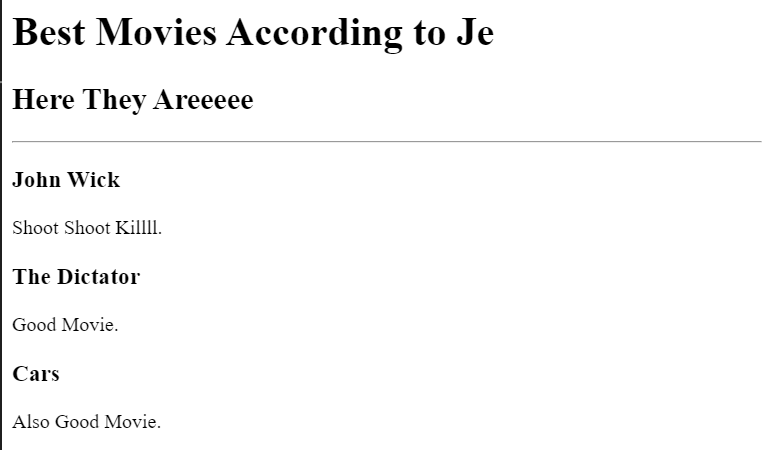 Best Movies According to Je
Here They Areeeee
John Wick
Shoot Shoot Killll.
The Dictator
Good Movie.
Cars
Also Good Movie.